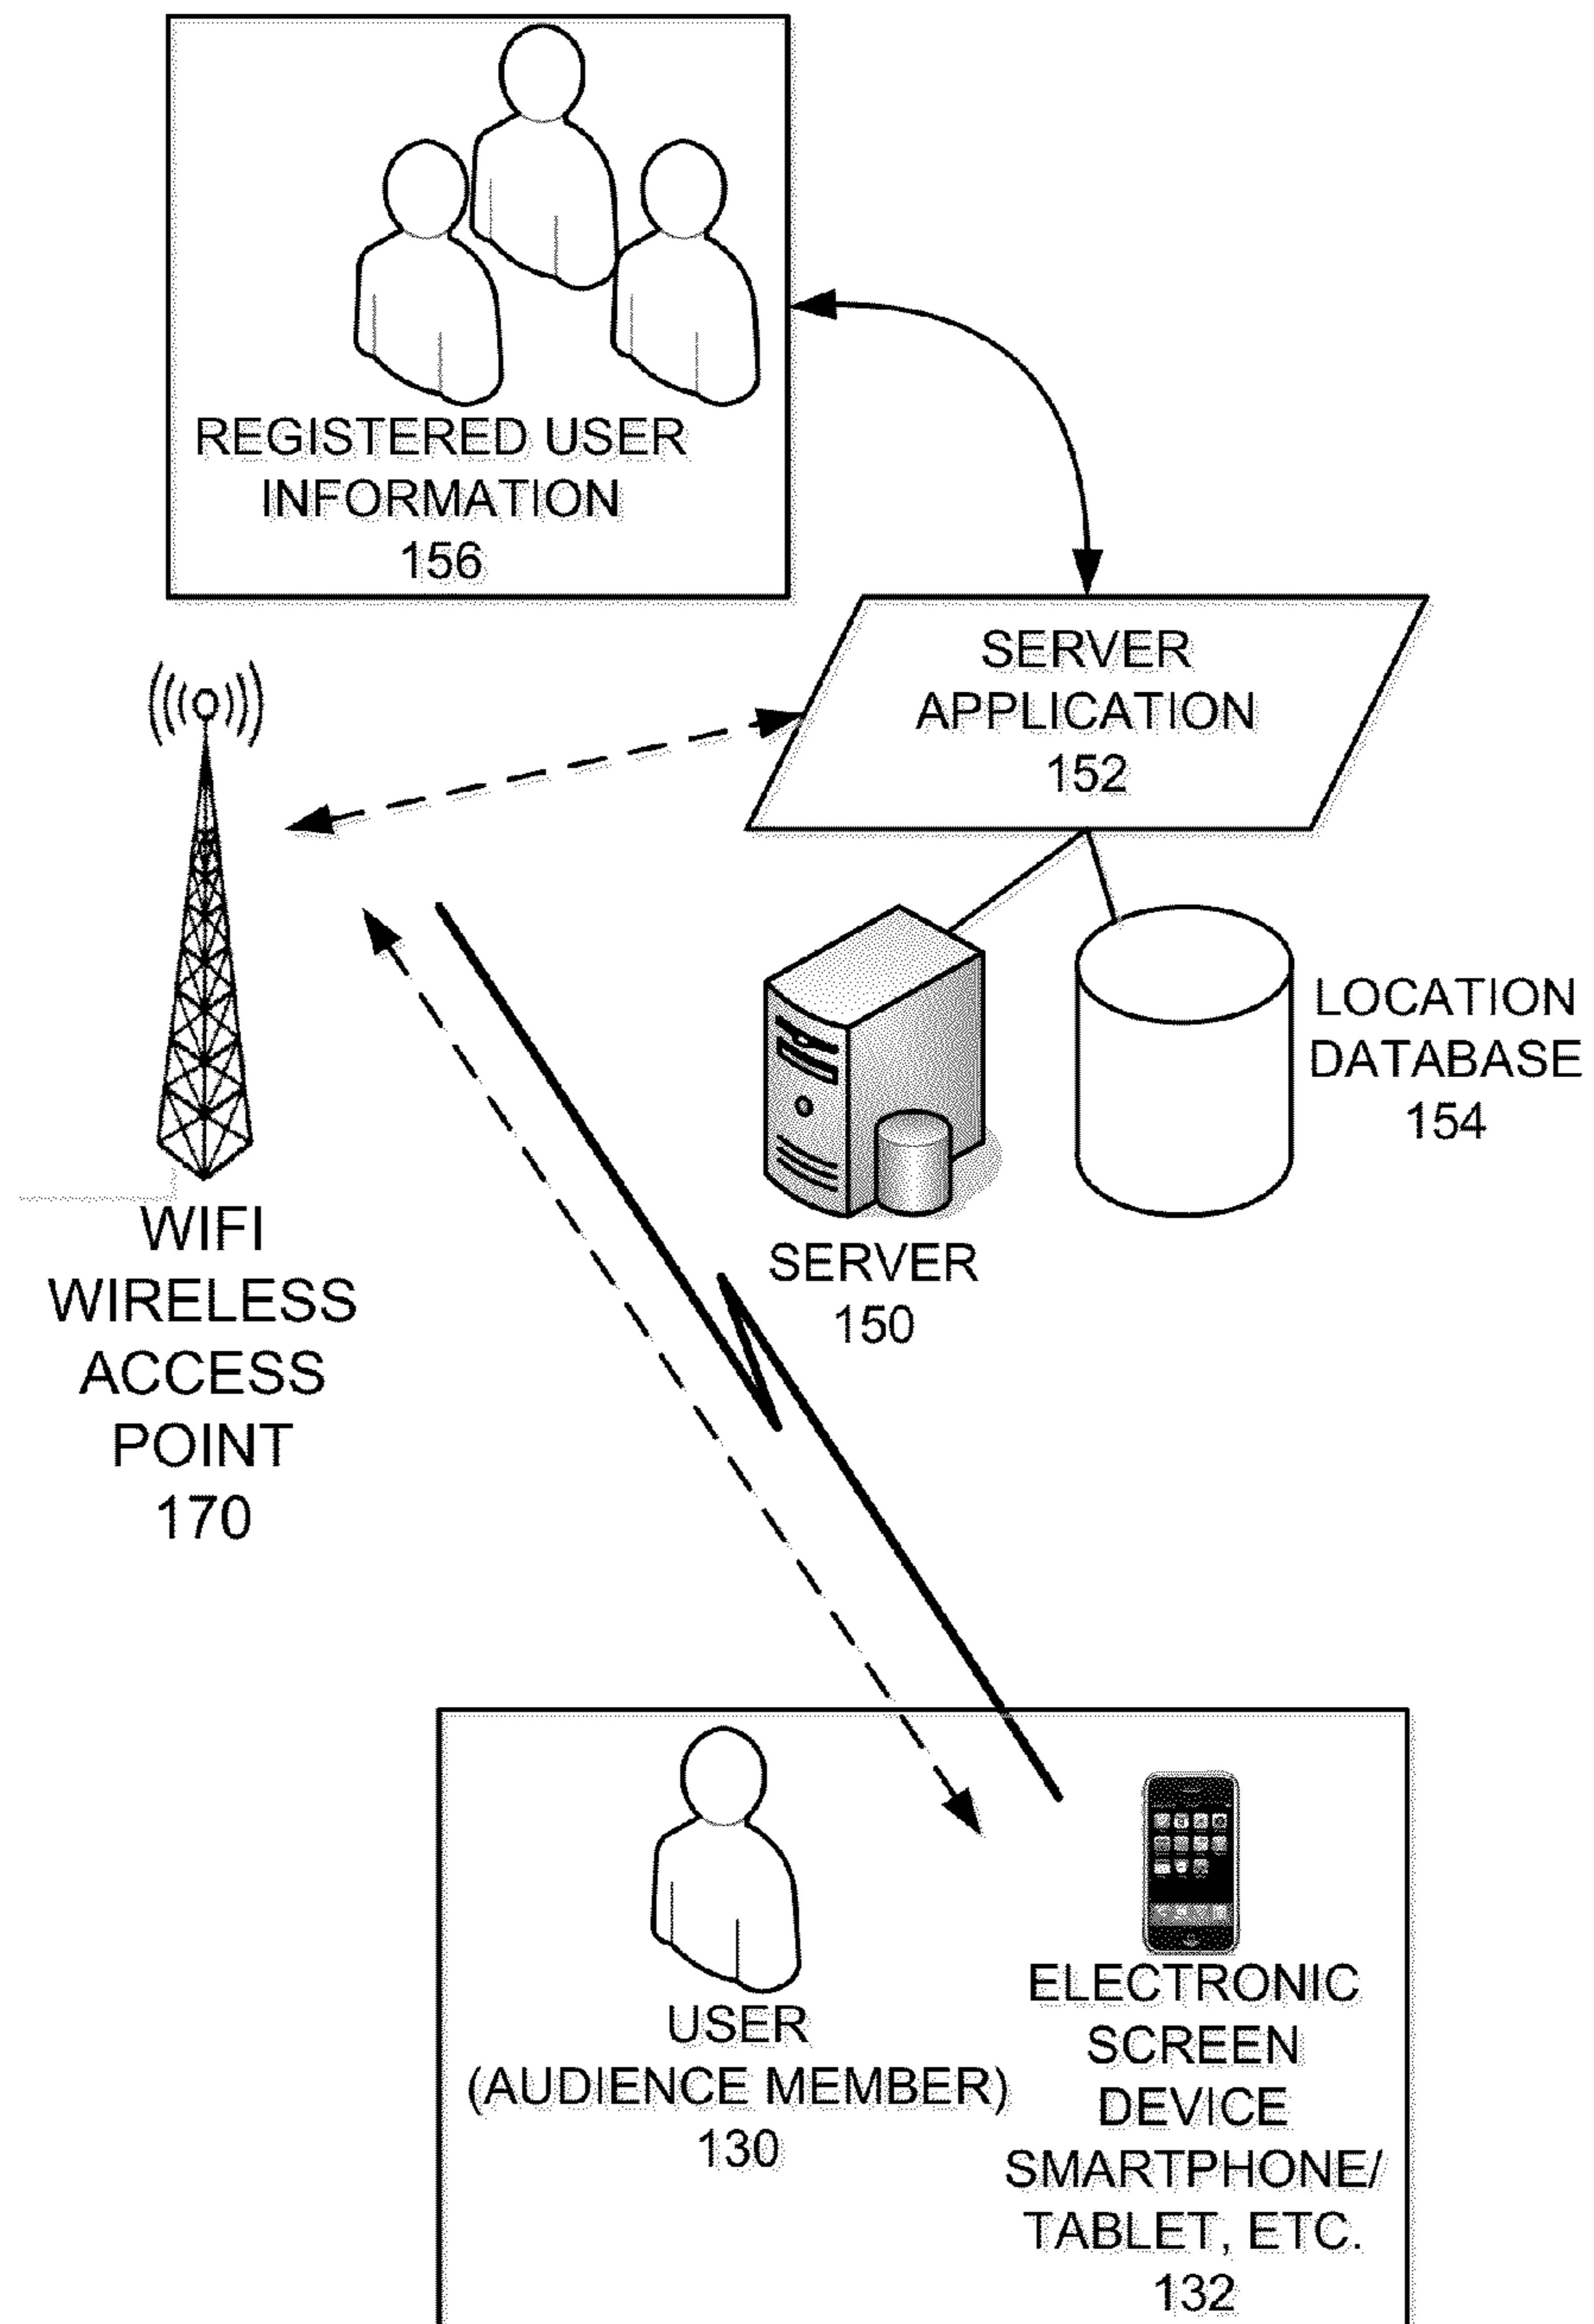 REGISTERED USER
INFORMATION
156
SERVER
APPLICATION
152
LOCATION
DATABASE
154
WIFI
WIRELESS
ACCESS
POINT
170
SERVER
150
USER
(AUDIENCE MEMBER)
130
ELECTRONIC
SCREEN
DEVICE
SMARTPHONE/
TABLET, ETC.
132